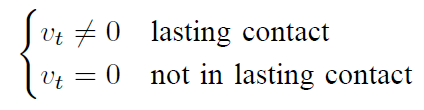 v_t ≠ 0 lasting contact
v_t = 0 not in lasting contact